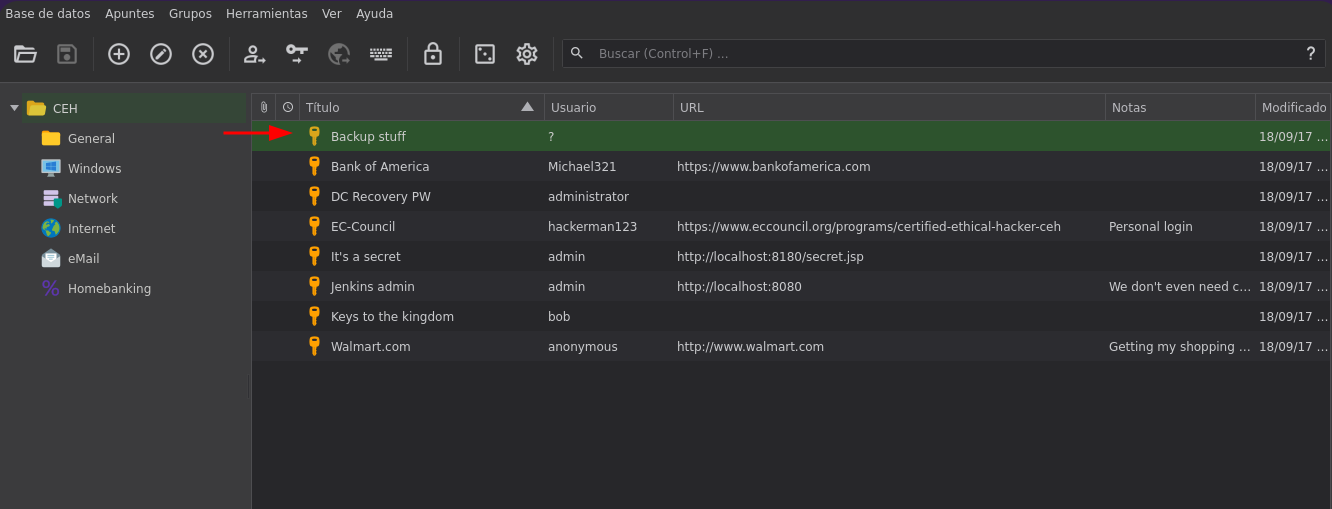 Base de datos Apuntes Grupos Herramientas Ver Ayuda
Buscar (Control+F) ... ?
CEH
General
Windows
Network
Internet
eMail
Homebanking
Título Usuario URL Notas Modificado
Backup stuff ? 18/09/17 ...
Bank of America Michael321 https://www.bankofamerica.com 18/09/17 ...
DC Recovery PW administrator 18/09/17 ...
EC-Council hackerman123 https://www.eccouncil.org/programs/certified-ethical-hacker-ceh Personal login 18/09/17 ...
It's a secret admin http://localhost:8180/secret.jsp 18/09/17 ...
Jenkins admin admin http://localhost:8080 We don't even need c... 18/09/17 ...
Keys to the kingdom bob 18/09/17 ...
Walmart.com anonymous http://www.walmart.com Getting my shopping ... 18/09/17 ...